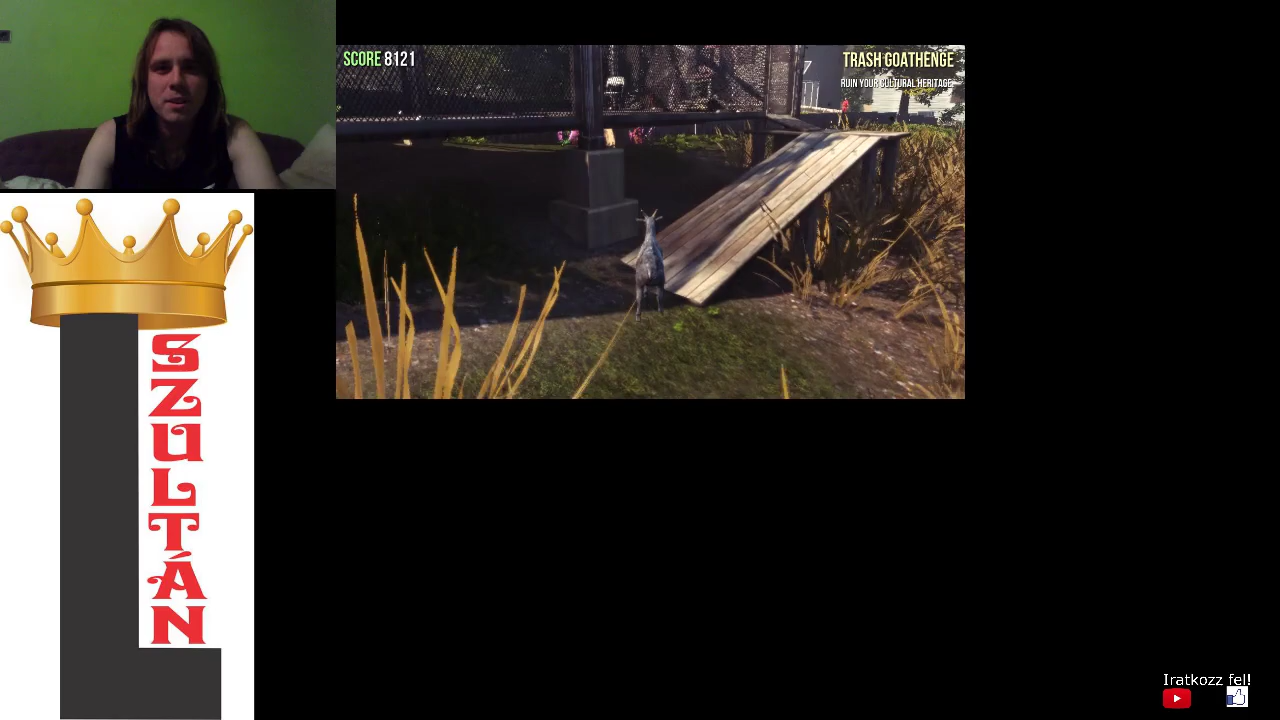 SCORE 8121
TRASH GOATHENGE
RUIN YOUR CULTURAL HERITAGE
L
SZULTÁN
Iratkozz fel!